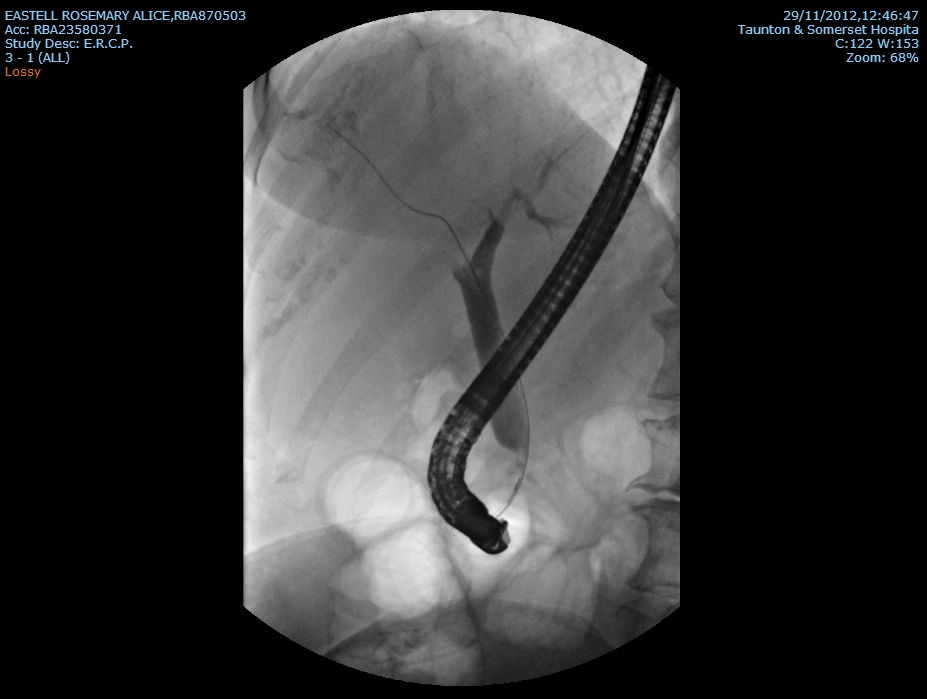 EASTELL ROSEMARY ALICE,RBA870503
Acc: RBA23580371
Study Desc: E.R.C.P.
3 - 1 (ALL)
Lossy
29/11/2012,12:46:47
Taunton & Somerset Hospita
C:122 W:153
Zoom: 68%